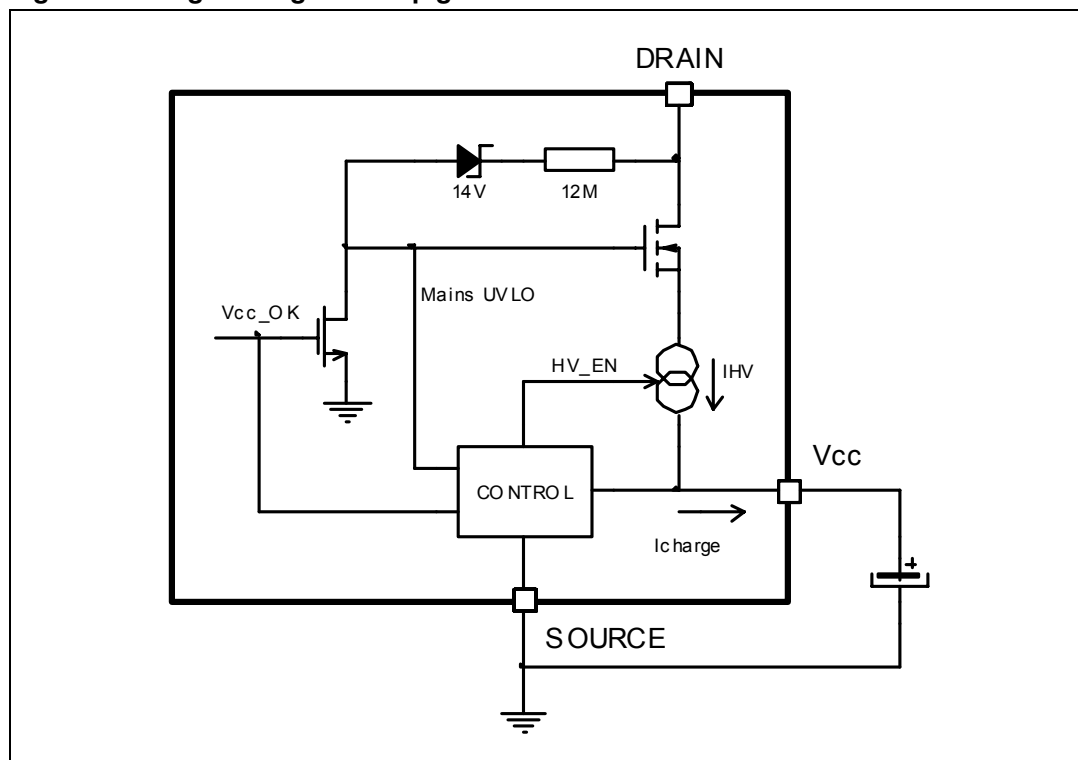 DRAIN
14V
12M
Mains UVLO
Vcc_OK
HV_EN
IHV
Vcc
CONTROL
Icharge
+
SOURCE